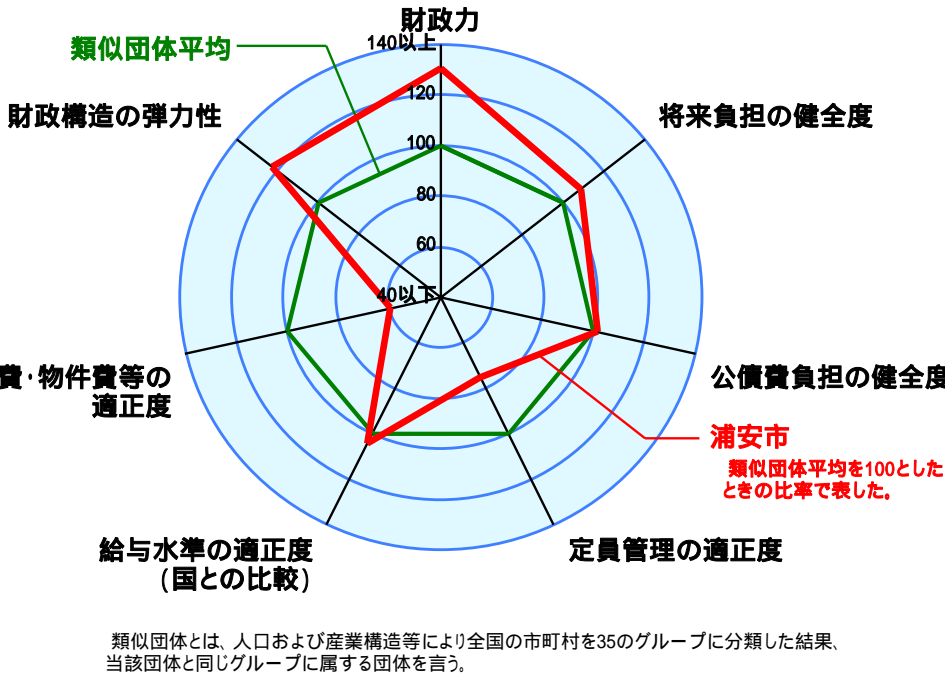 財政力
140以上
類似団体平均
120
財政構造の弾力性
将来負担の健全度
100
80
60
40以下
費・物件費等の
適正度
公債費負担の健全度
浦安市
類似団体平均を100とした
ときの比率で表した。
給与水準の適正度
(国との比較)
定員管理の適正度
類似団体とは、人口および産業構造等により全国の市町村を35のグループに分類した結果、
当該団体と同じグループに属する団体を言う。